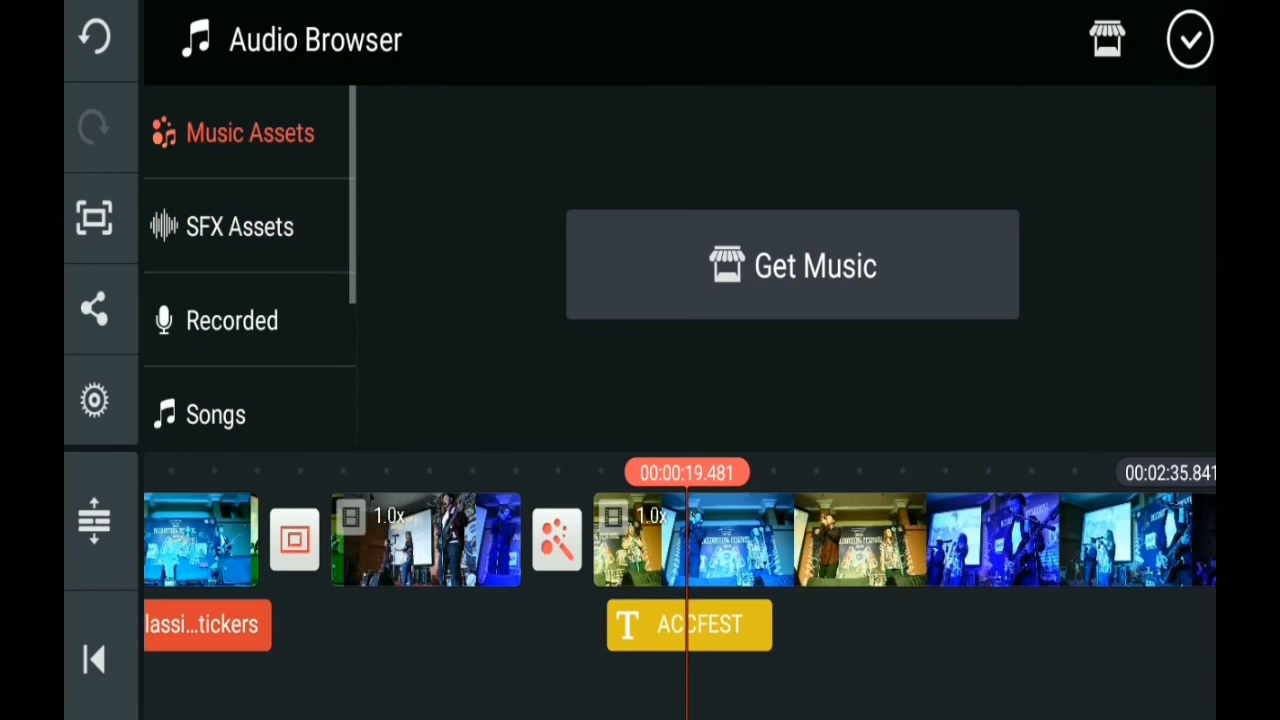 Audio Browser
Music Assets
SFX Assets
Get Music
Recorded
Songs
00:00:19.481
00:02:35.841
1.0x
1.0x
lassi...tickers
T ACCFEST